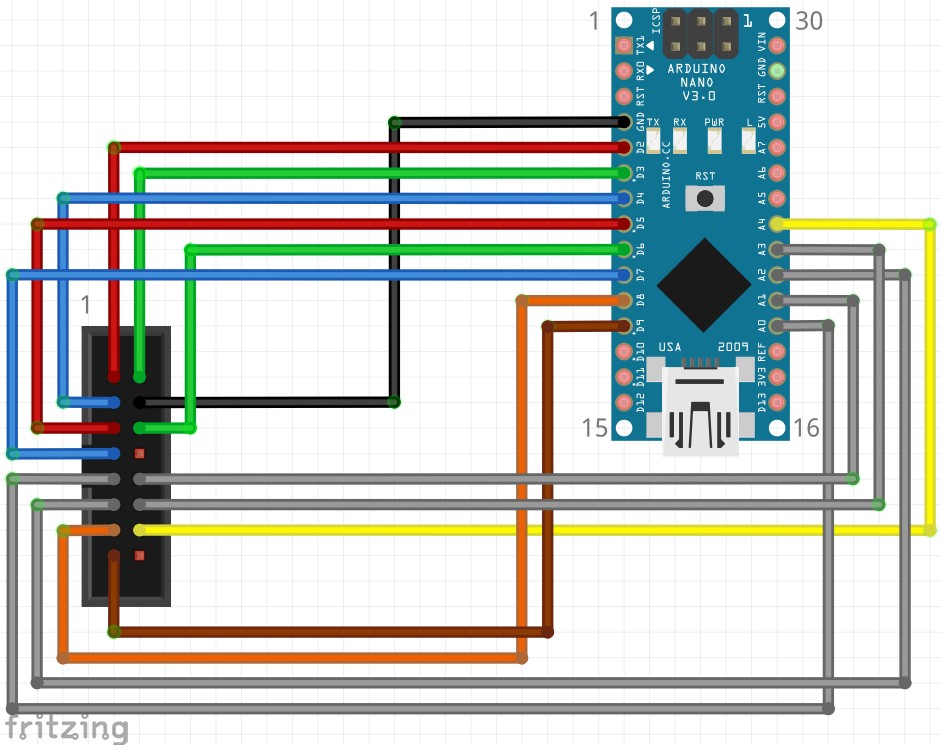 1
30
ICSP
1
TX1
RX0
RST
GND
D2
D3
D4
D5
D6
D7
D8
D9
D10
D11
D12
VIN
GND
RST
5V
A7
A6
A5
A4
A3
A2
A1
A0
REF
3V3
D13
ARDUINO
NANO
V3.0
TX RX PWR L
ARDUINO.CC
RST
USA 2009
15
16
1
fritzing